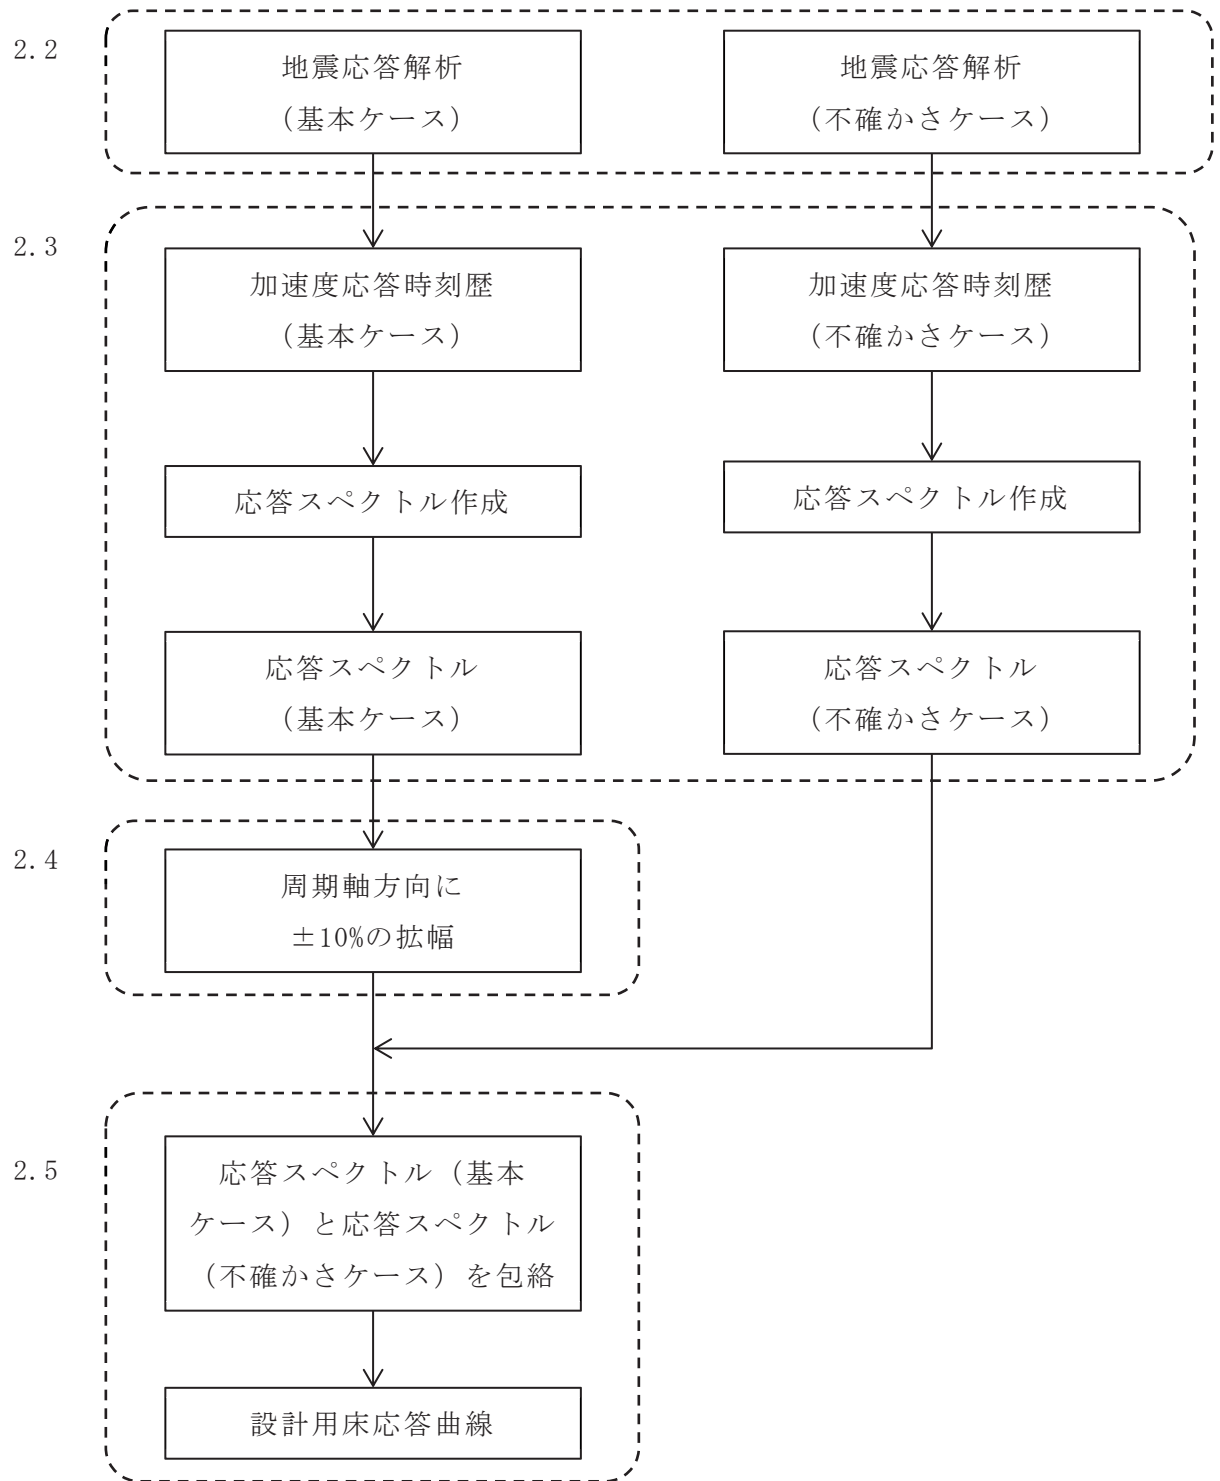 2.2
地震応答解析
(基本ケース)
地震応答解析
(不確かさケース)
2.3
加速度応答時刻歴
(基本ケース)
加速度応答時刻歴
(不確かさケース)
応答スペクトル作成
応答スペクトル作成
応答スペクトル
(基本ケース)
応答スペクトル
(不確かさケース)
2.4
周期軸方向に
±10%の拡幅
2.5
応答スペクトル（基本
ケース）と応答スペクトル
（不確かさケース）を包絡
設計用床応答曲線